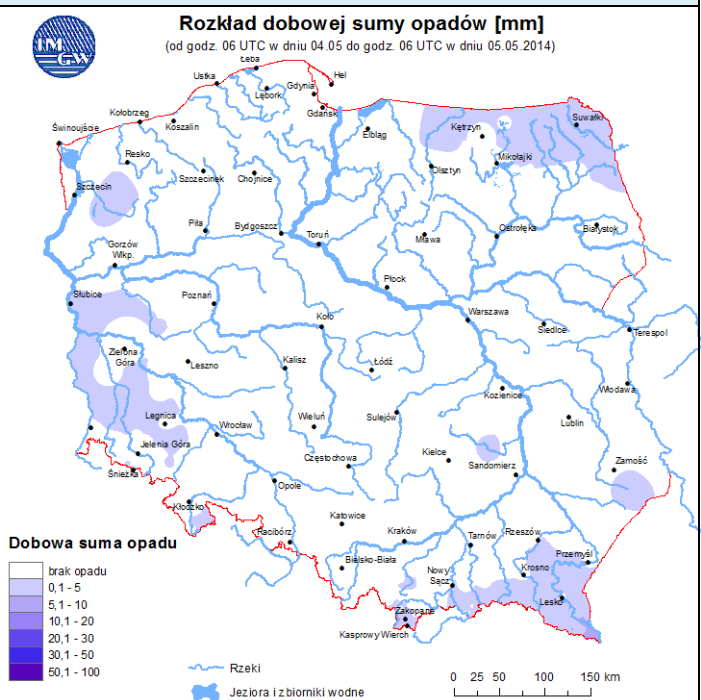 Rozkład dobowej sumy opadów [mm]
(od godz. 06 UTC w dniu 04.05 do godz. 06 UTC w dniu 05.05.2014)
IM
GW
Łeba
Ustka
Hel
Gdynia
Lębork
Gdańsk
Kołobrzeg
Koszalin
Suwałki
Kętrzyn
Elbląg
Świnoujście
Resko
Mikołajki
Olsztyn
Szczecinek
Chojnice
Szczecin
Piła
Bydgoszcz
Toruń
Mława
Ostrołęka
Białystok
Gorzów
Wlkp.
Płock
Słubice
Poznań
Koło
Warszawa
Siedlce
Terespol
Zielona
Góra
Leszno
Kalisz
Łódź
Kozienice
Włodawa
Legnica
Wrocław
Wieluń
Sulejów
Lublin
Jelenia Góra
Częstochowa
Kielce
Sandomierz
Zamość
Śnieżka
Opole
Kłodzko
Katowice
Racibórz
Kraków
Tarnów
Rzeszów
Przemyśl
Bielsko-Biała
Nowy
Sącz
Krosno
Lesko
Zakopane
Kasprowy Wierch
Dobowa suma opadu
brak opadu
0,1 - 5
5,1 - 10
10,1 - 20
20,1 - 30
30,1 - 50
50,1 - 100
Rzeki
Jeziora i zbiorniki wodne
0 25 50 100 150 km